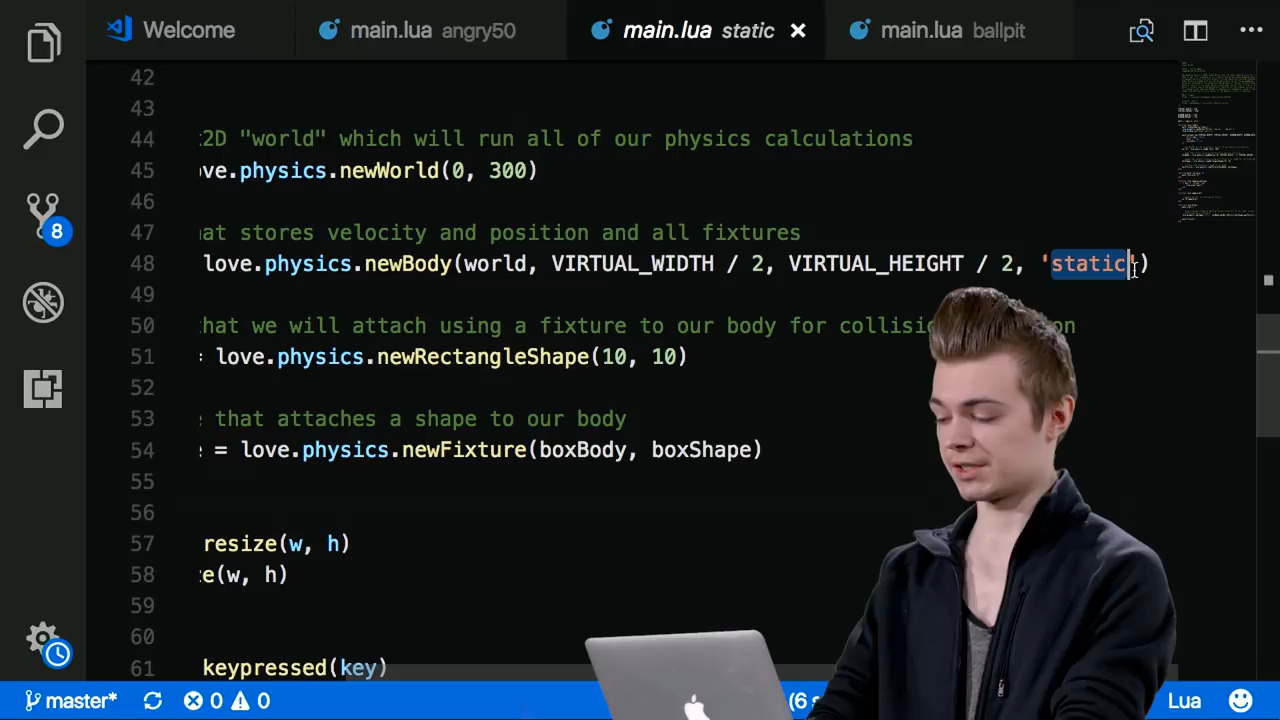 Welcome
main.lua angry50
main.lua static
main.lua ballpit
42
43
44 2D "world" which will run all of our physics calculations
45 ove.physics.newWorld(0, 300)
46
47 hat stores velocity and position and all fixtures
48 love.physics.newBody(world, VIRTUAL_WIDTH / 2, VIRTUAL_HEIGHT / 2, 'static')
49
50 that we will attach using a fixture to our body for collisi on
51 = love.physics.newRectangleShape(10, 10)
52
53 e that attaches a shape to our body
54 = love.physics.newFixture(boxBody, boxShape)
55
56
57 resize(w, h)
58 ze(w, h)
59
60
61 keypressed(key)
8
master* 0 0 (6 s Lua